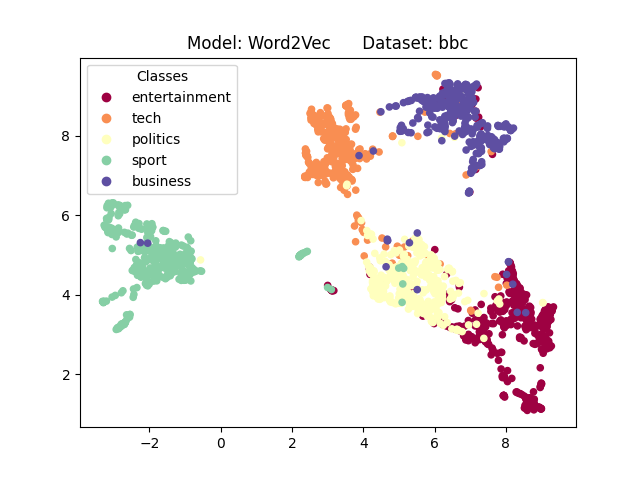 Model: Word2Vec      Dataset: bbc
Classes
entertainment
tech
politics
sport
business
8
6
4
2
−2 0 2 4 6 8